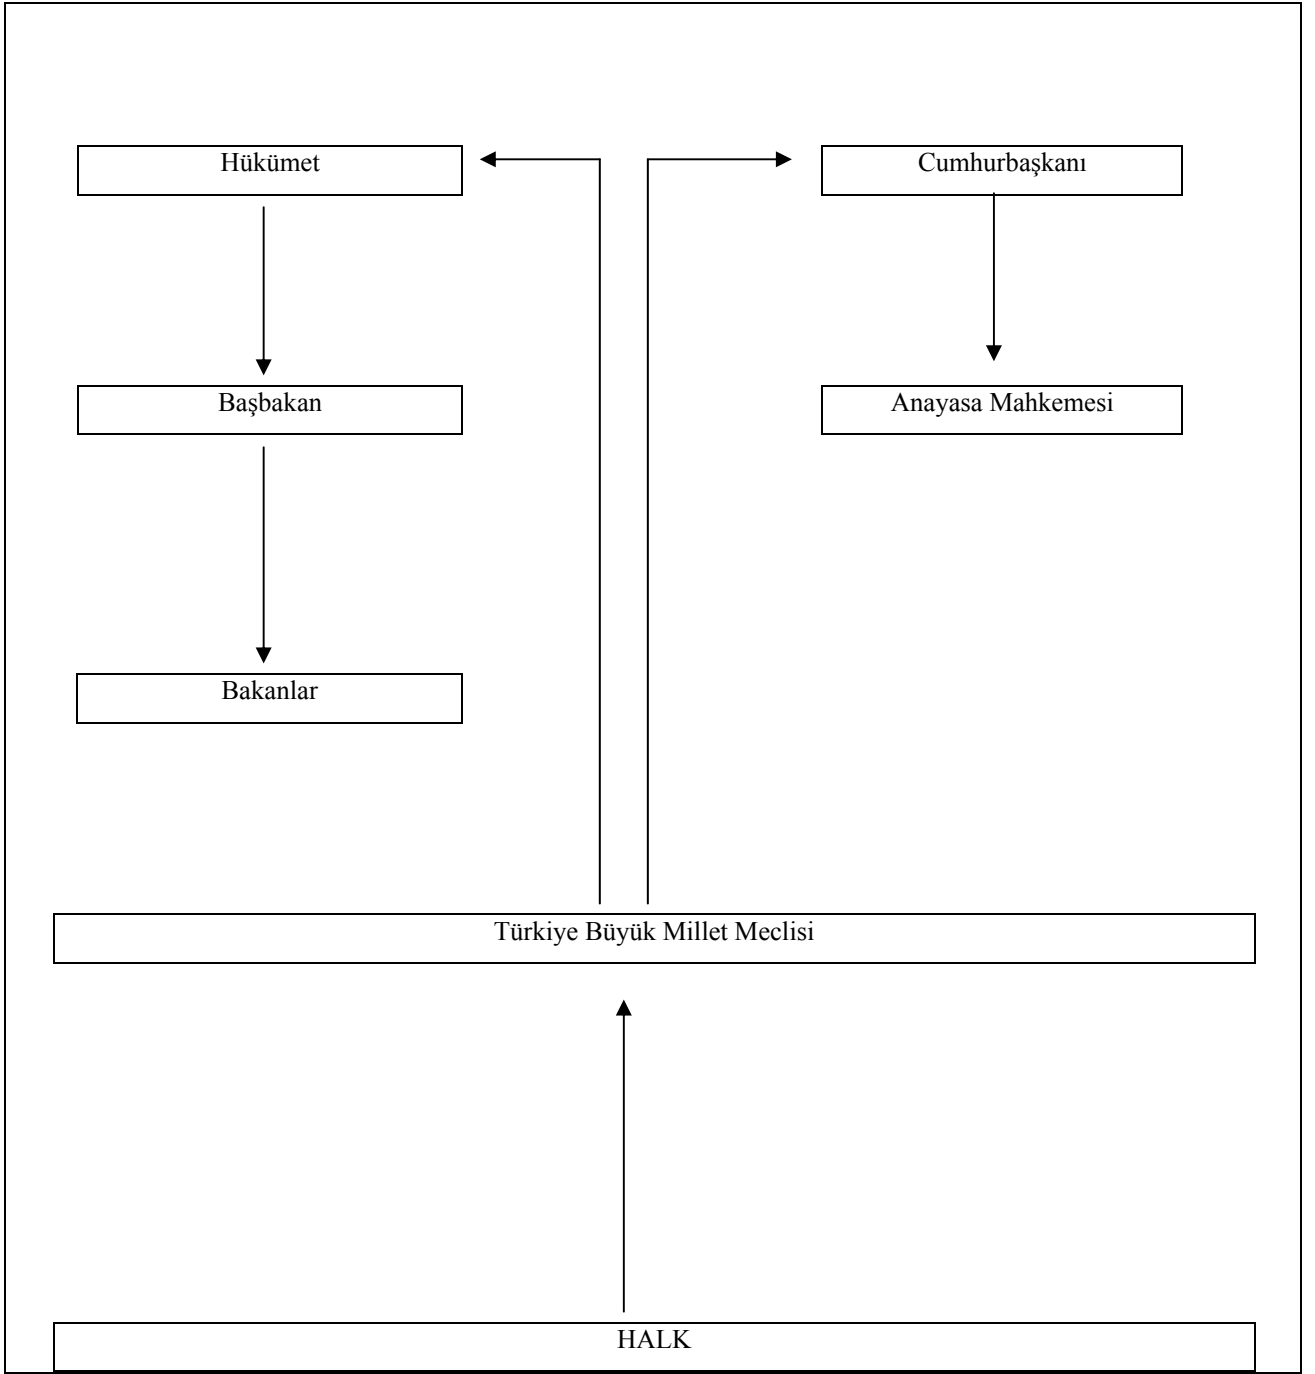 Hükümet
Cumhurbaşkanı
Başbakan
Anayasa Mahkemesi
Bakanlar
Türkiye Büyük Millet Meclisi
HALK